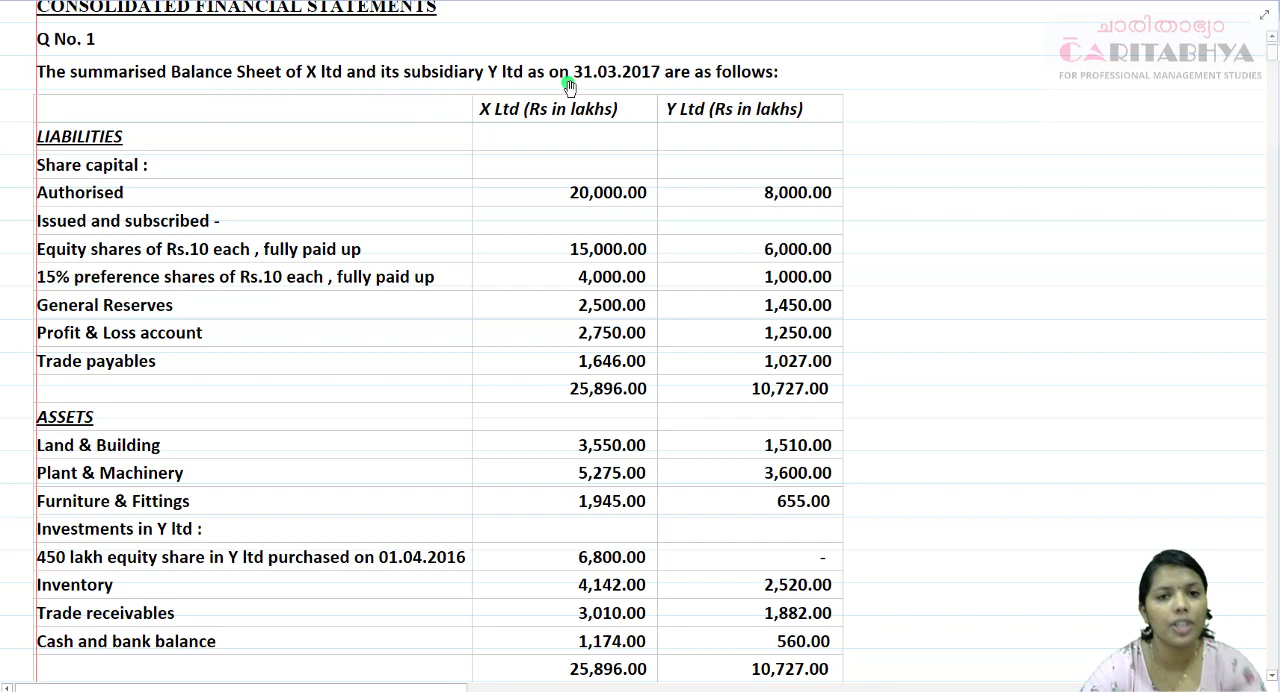 CONSOLIDATED FINANCIAL STATEMENTS
ചാരിതാഭ്യാ
CARITABHYA
FOR PROFESSIONAL MANAGEMENT STUDIES
Q No. 1
The summarised Balance Sheet of X ltd and its subsidiary Y ltd as on 31.03.2017 are as follows:
X Ltd (Rs in lakhs) Y Ltd (Rs in lakhs)
LIABILITIES
Share capital :
Authorised 20,000.00 8,000.00
Issued and subscribed -
Equity shares of Rs.10 each , fully paid up 15,000.00 6,000.00
15% preference shares of Rs.10 each , fully paid up 4,000.00 1,000.00
General Reserves 2,500.00 1,450.00
Profit & Loss account 2,750.00 1,250.00
Trade payables 1,646.00 1,027.00
25,896.00 10,727.00
ASSETS
Land & Building 3,550.00 1,510.00
Plant & Machinery 5,275.00 3,600.00
Furniture & Fittings 1,945.00 655.00
Investments in Y ltd :
450 lakh equity share in Y ltd purchased on 01.04.2016 6,800.00 -
Inventory 4,142.00 2,520.00
Trade receivables 3,010.00 1,882.00
Cash and bank balance 1,174.00 560.00
25,896.00 10,727.00